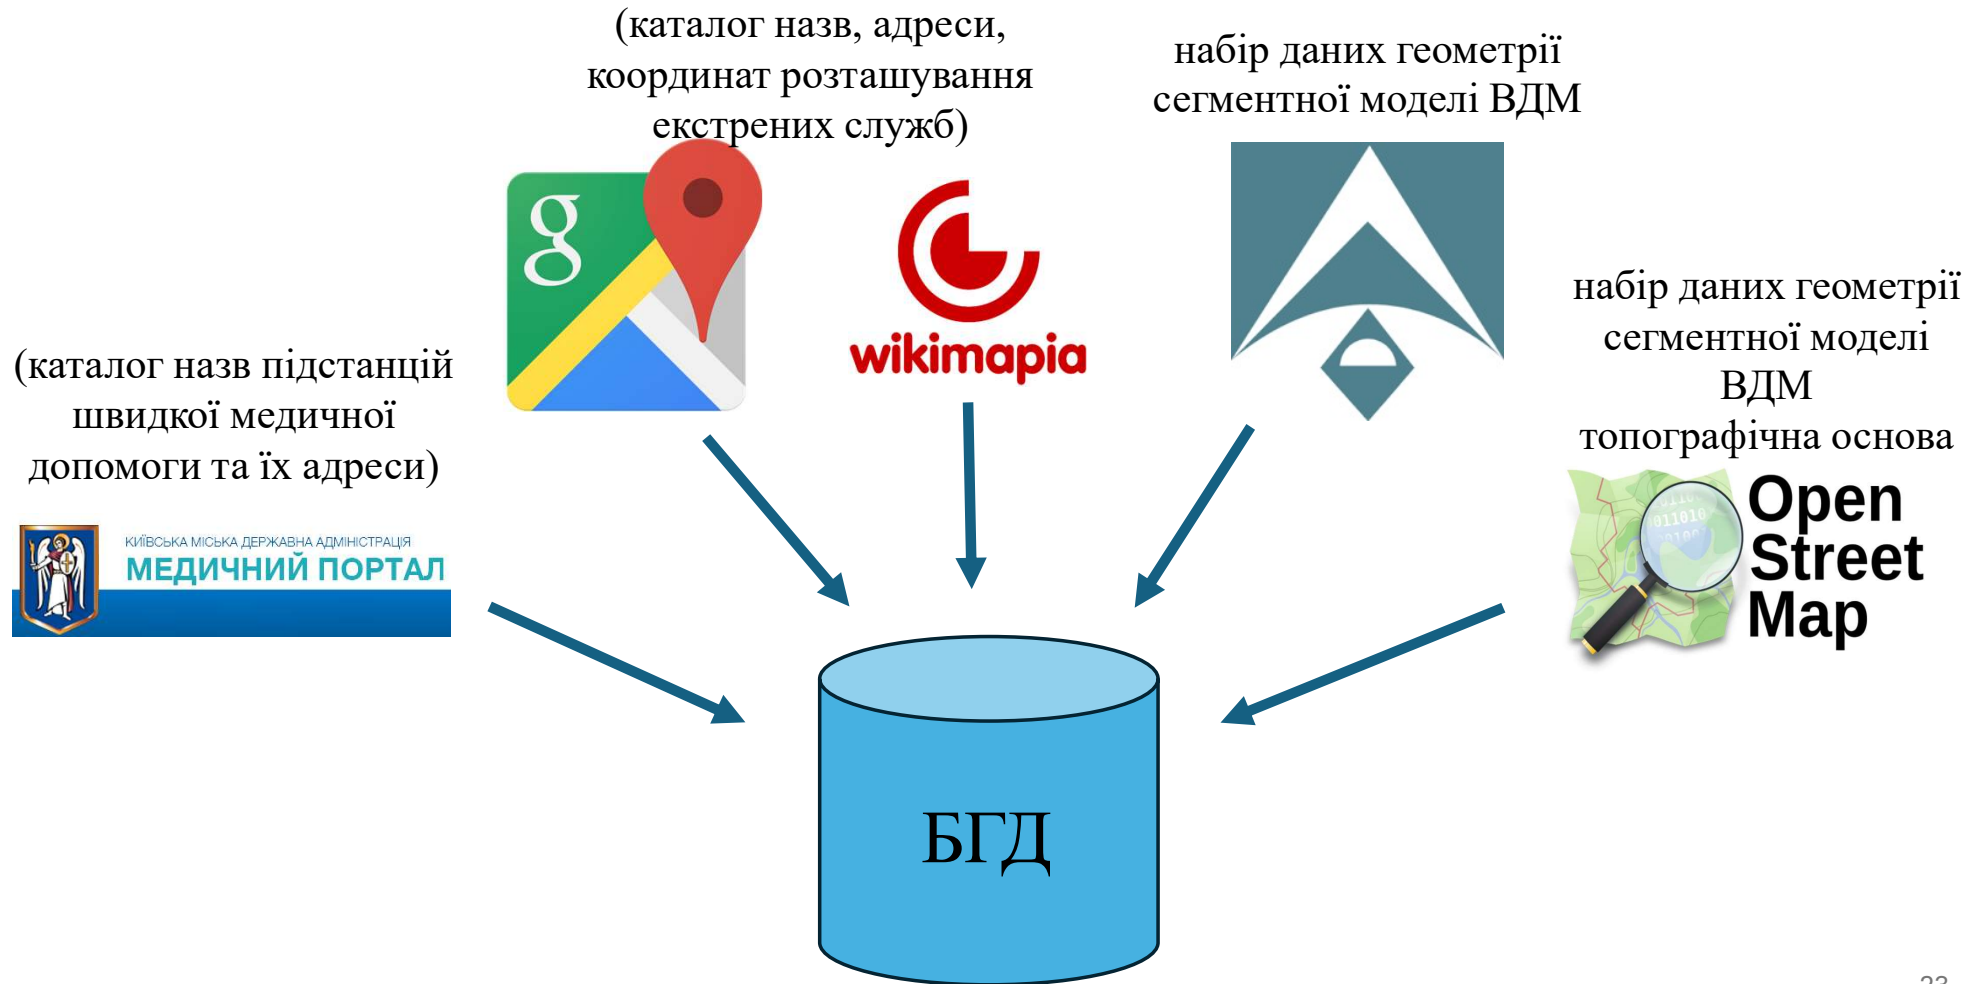 (каталог назв, адреси,
координат розташування
екстрених служб)
набір даних геометрії
сегментної моделі ВДМ
g
wikimapia
набір даних геометрії
сегментної моделі
ВДМ
топографічна основа
(каталог назв підстанцій
швидкої медичної
допомоги та їх адреси)
КИЇВСЬКА МІСЬКА ДЕРЖАВНА АДМІНІСТРАЦІЯ
МЕДИЧНИЙ ПОРТАЛ
Open
Street
Map
БГД
23